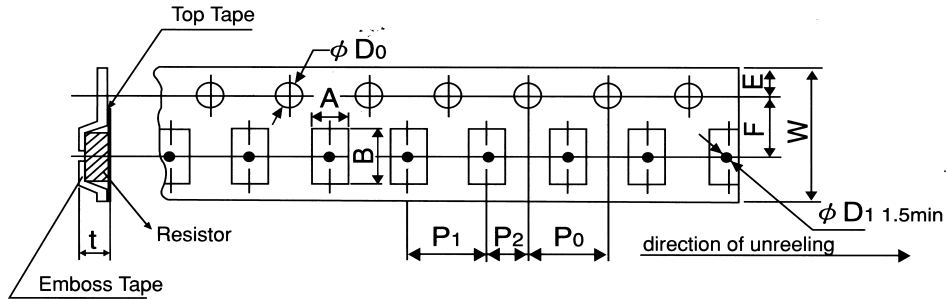 Top Tape
ϕ D0
A
B
E
F
W
ϕ D1 1.5min
P1
P2
P0
direction of unreeling
Resistor
t
Emboss Tape